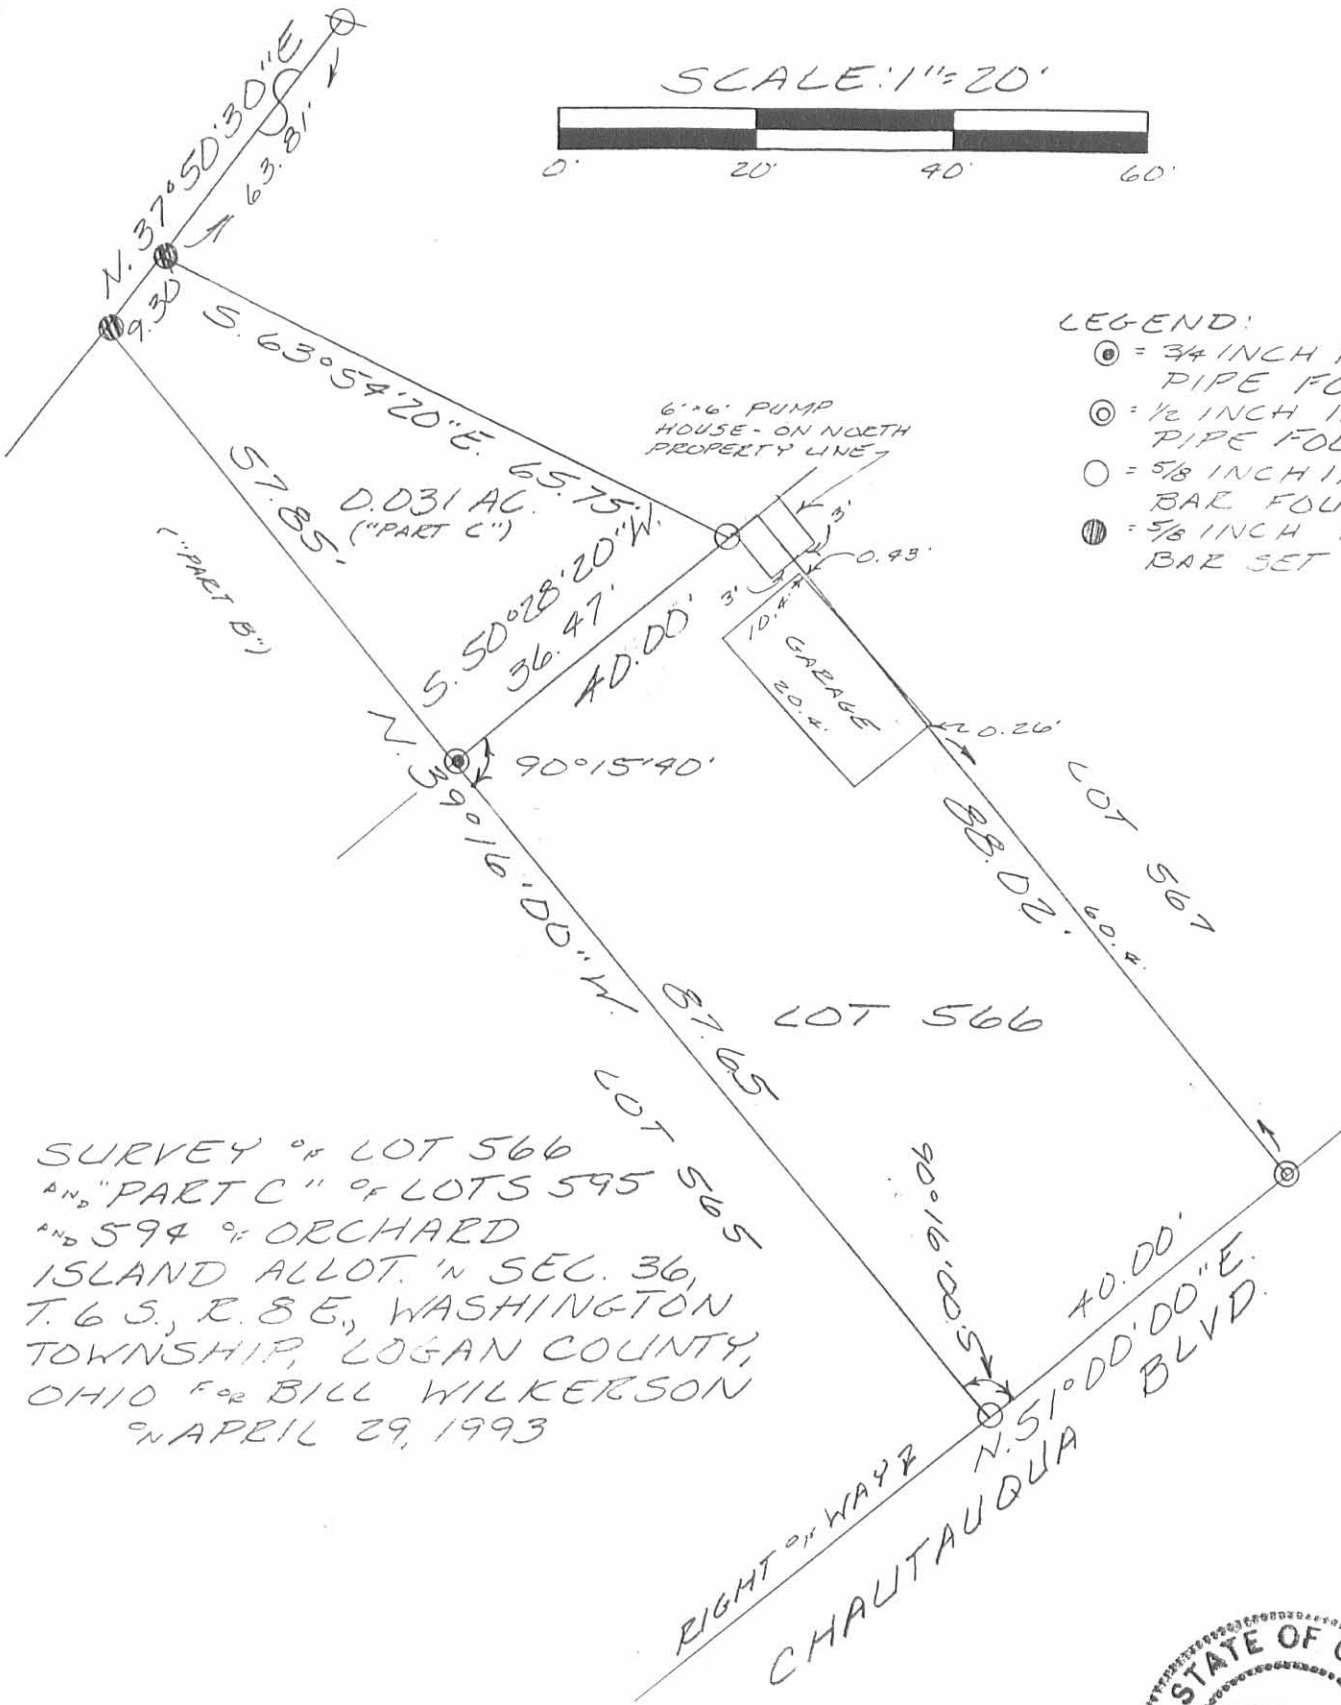 SCALE: 1"=20'
0' 20' 40' 60'
N. 37°50'30"E
63.81'
9.30
S. 63°54'20"E. 65.75'
LEGEND:
= 3/4 INCH
PIPE
= 1/2 INCH
PIPE
= 5/8 INCH
BAR
= 5/8 INCH
BAR SET
6'x6' PUMP
HOUSE - ON NORTH
PROPERTY LINE
57.85'
0.031 AC.
("PART C")
("PART B")
S. 50°28'20"W.
36.47'
40.00'
3'
3'
0.43'
10.4'
GARAGE
20.4'
0.26'
90°15'40"
N. 39°16'00"W.
88.02'
60.4'
LOT 567
87.65
LOT 566
LOT 565
90°16'00.5
40.00'
N. 51°00'00"E.
CHAUTAUQUA BLVD.
RIGHT OF WAY
SURVEY OF LOT 566
AND "PART C" OF LOTS 595
AND 594 OF ORCHARD
ISLAND ALLOT. IN SEC. 36,
T. 6 S., R. 8 E., WASHINGTON
TOWNSHIP, LOGAN COUNTY,
OHIO FOR BILL WILKERSON
ON APRIL 29, 1993
STATE OF